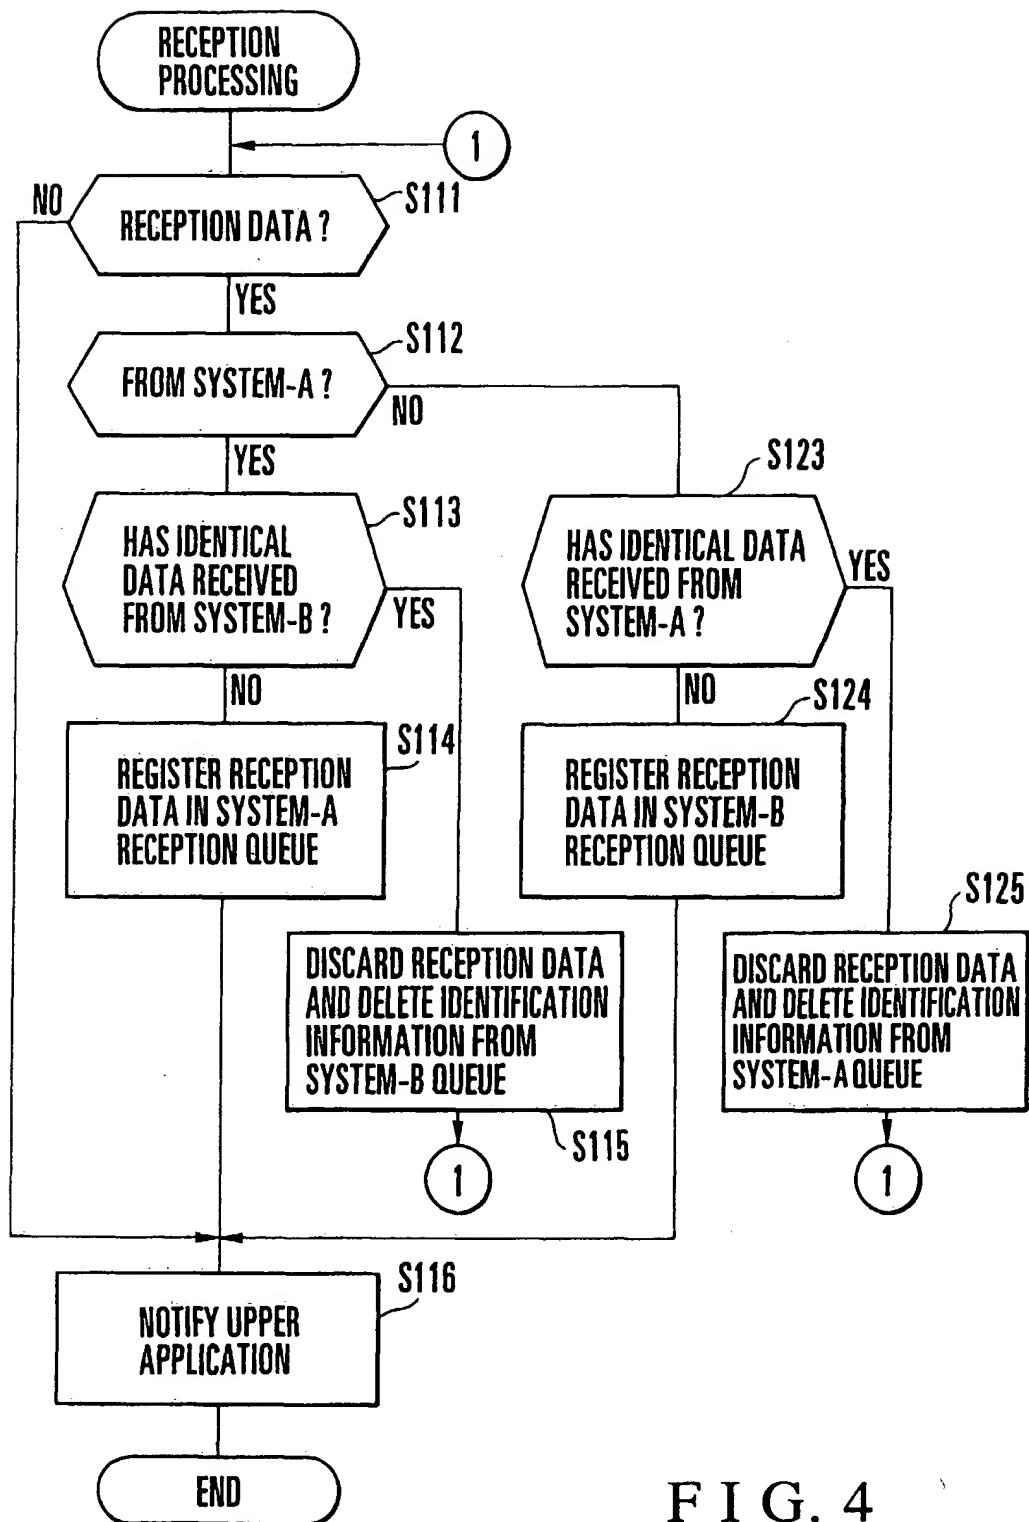 RECEPTION
PROCESSING
1
NO
S111
RECEPTION DATA ?
YES
S112
FROM SYSTEM-A ?
NO
YES
S123
S113
HAS IDENTICAL
DATA RECEIVED
FROM SYSTEM-B ?
YES
HAS IDENTICAL DATA
RECEIVED FROM
SYSTEM-A ?
YES
NO
NO
S114
REGISTER RECEPTION
DATA IN SYSTEM-A
RECEPTION QUEUE
S124
REGISTER RECEPTION
DATA IN SYSTEM-B
RECEPTION QUEUE
S125
DISCARD RECEPTION DATA
AND DELETE IDENTIFICATION
INFORMATION FROM
SYSTEM-B QUEUE
DISCARD RECEPTION DATA
AND DELETE IDENTIFICATION
INFORMATION FROM
SYSTEM-A QUEUE
S115
1
1
S116
NOTIFY UPPER
APPLICATION
END
FIG. 4